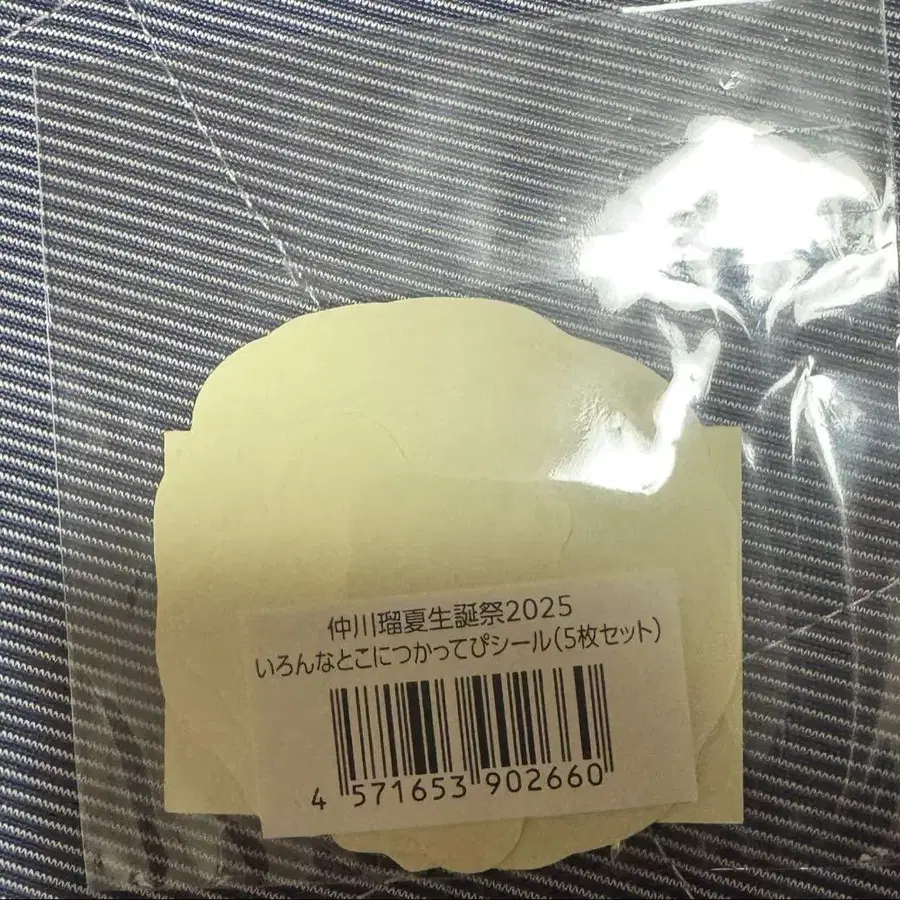 仲川瑠夏生誕祭2025
いろんなとこにつかってぴシール(5枚セット)
4 571653 902660